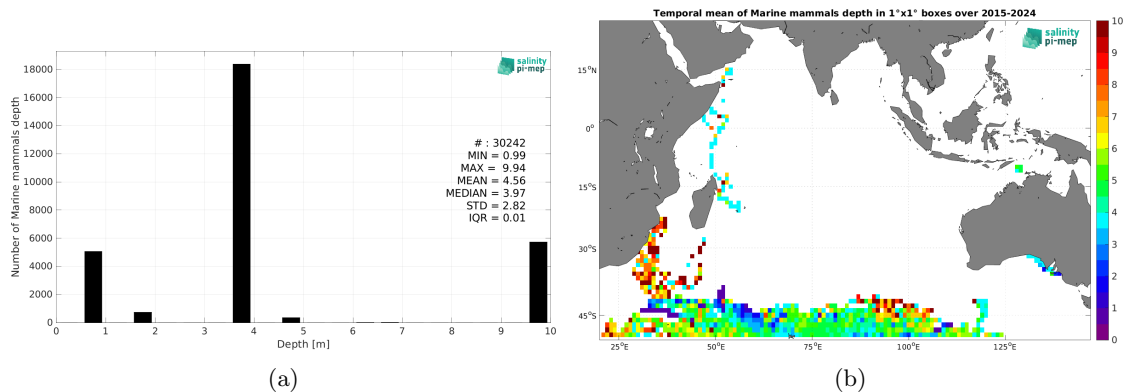 salinity
pi-mep
Number of Marine mammals depth
18000
16000
14000
12000
10000
8000
6000
4000
2000
0
# : 30242
MIN = 0.99
MAX = 9.94
MEAN = 4.56
MEDIAN = 3.97
STD = 2.82
IQR = 0.01
0 1 2 3 4 5 6 7 8 9 10
Depth [m]
(a)
Temporal mean of Marine mammals depth in 1°x1° boxes over 2015-2024
salinity
pi-mep
15°N
0°
15°S
30°S
45°S
25°E 50°E 75°E 100°E 125°E
10
9
8
7
6
5
4
3
2
1
0
(b)